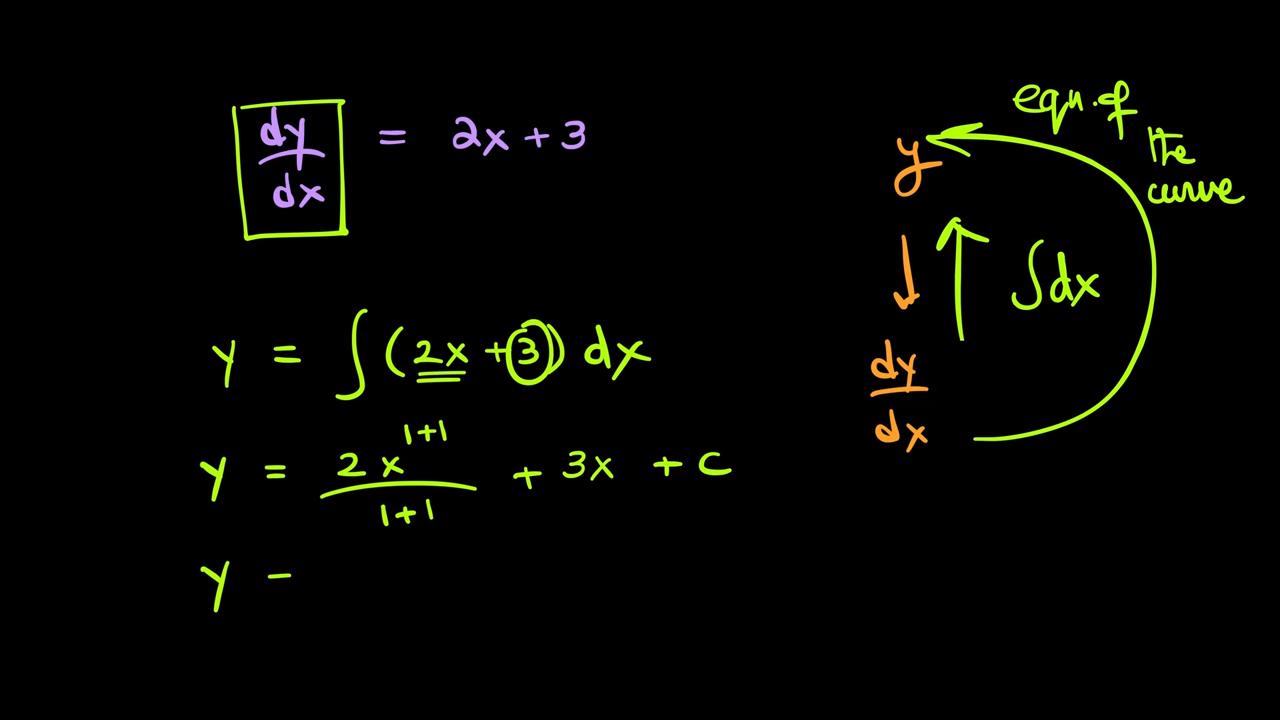 dy/dx = 2x + 3
y = ∫ (2x + 3) dx
y = 2x^(1+1)/(1+1) + 3x + c
y –
eqn. of
the
curve
y
∫dx
dy/dx